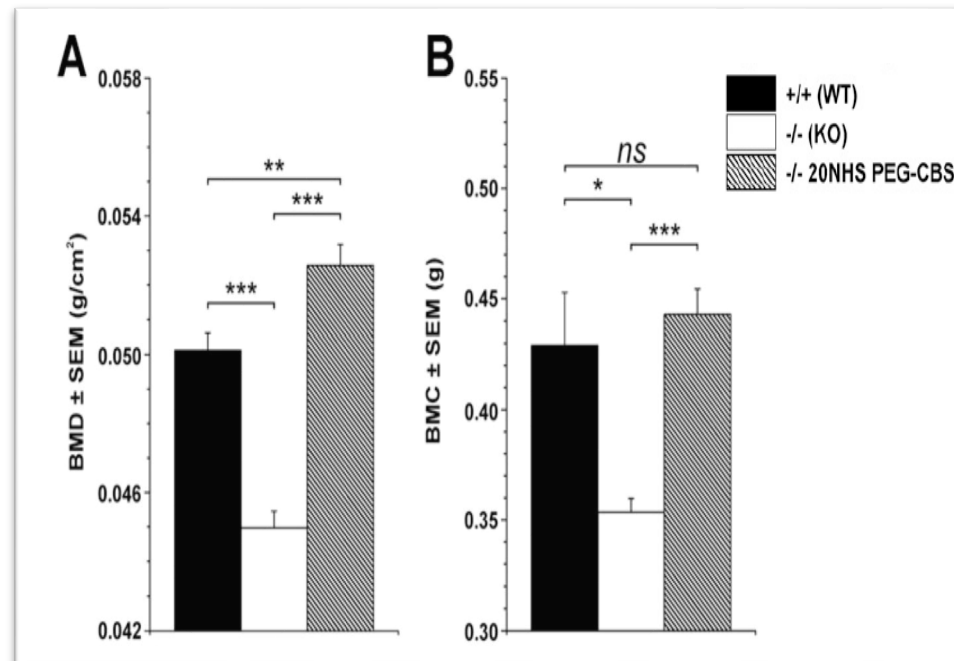 A
B
0.058
0.054
0.050
0.046
0.042
BMD ± SEM (g/cm²)
**
***
***
0.55
0.50
0.45
0.40
0.35
0.30
BMC ± SEM (g)
ns
*
***
+/+ (WT)
-/- (KO)
-/- 20NHS PEG-CBS